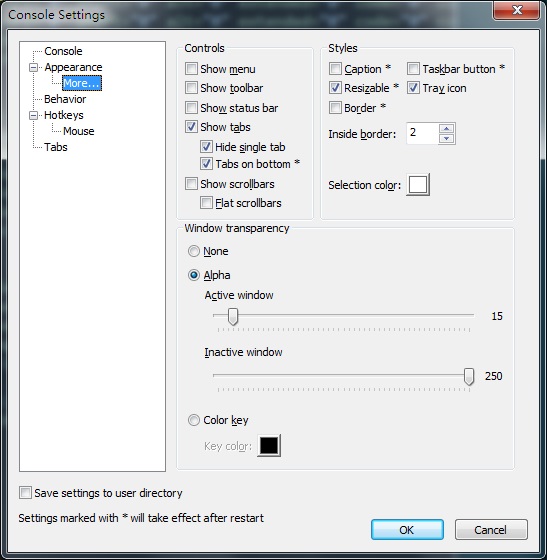 Console Settings
Console
Appearance
More...
Behavior
Hotkeys
Mouse
Tabs
Controls
Show menu
Show toolbar
Show status bar
Show tabs
Hide single tab
Tabs on bottom *
Show scrollbars
Flat scrollbars
Styles
Caption *
Taskbar button *
Resizable *
Tray icon
Border *
Inside border: 2
Selection color:
Window transparency
None
Alpha
Active window
15
Inactive window
250
Color key
Key color:
Save settings to user directory
Settings marked with * will take effect after restart
OK
Cancel